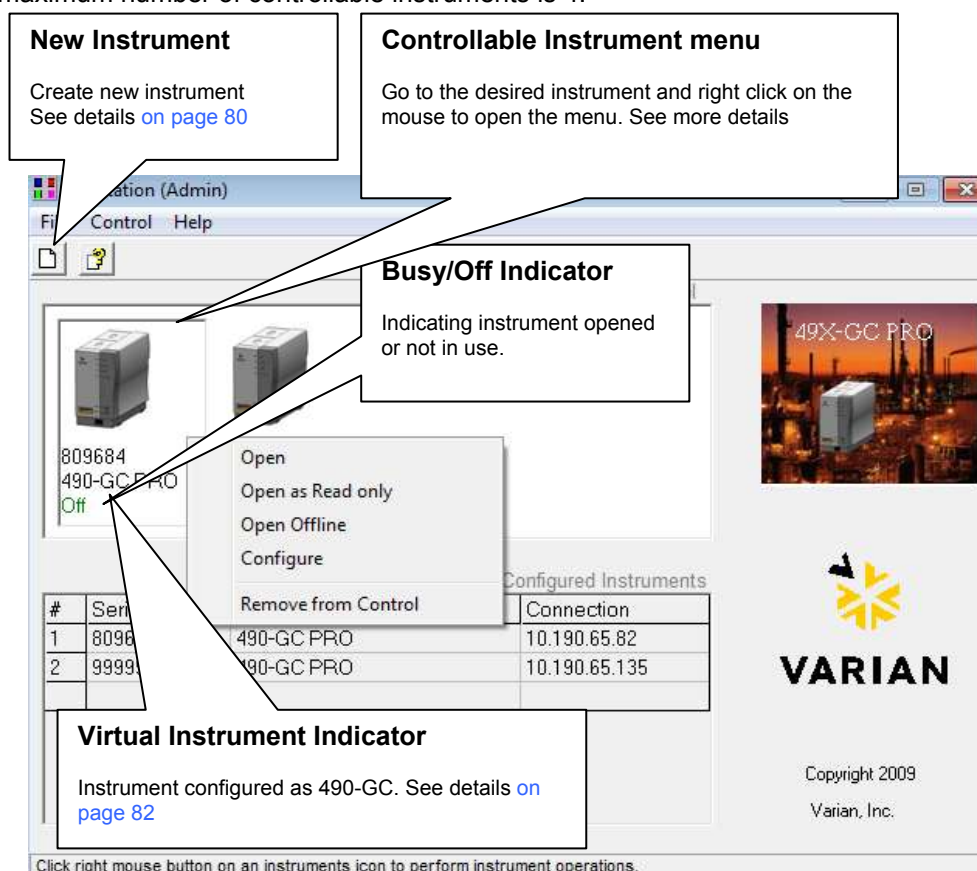 maximum number of controllable instruments is 4.
New Instrument
Create new instrument
See details on page 80
Controllable Instrument menu
Go to the desired instrument and right click on the
mouse to open the menu. See more details
(Admin)
Control Help
Busy/Off Indicator
Indicating instrument opened
or not in use.
49X-GC PRO
809684
490-GC PRO
Off
Open
Open as Read only
Open Offline
Configure
Remove from Control
Configured Instruments
# Connection
1 490-GC PRO 10.190.65.82
2 490-GC PRO 10.190.65.135
VARIAN
Virtual Instrument Indicator
Instrument configured as 490-GC. See details on
page 82
Copyright 2009
Varian, Inc.
Click right mouse button on an instruments icon to perform instrument operations.